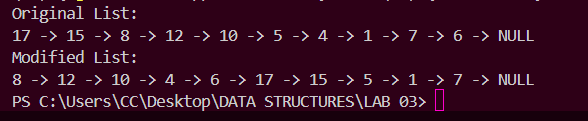 Original List:
17 -> 15 -> 8 -> 12 -> 10 -> 5 -> 4 -> 1 -> 7 -> 6 -> NULL
Modified List:
8 -> 12 -> 10 -> 4 -> 6 -> 17 -> 15 -> 5 -> 1 -> 7 -> NULL
PS C:\Users\CC\Desktop\DATA STRUCTURES\LAB 03>